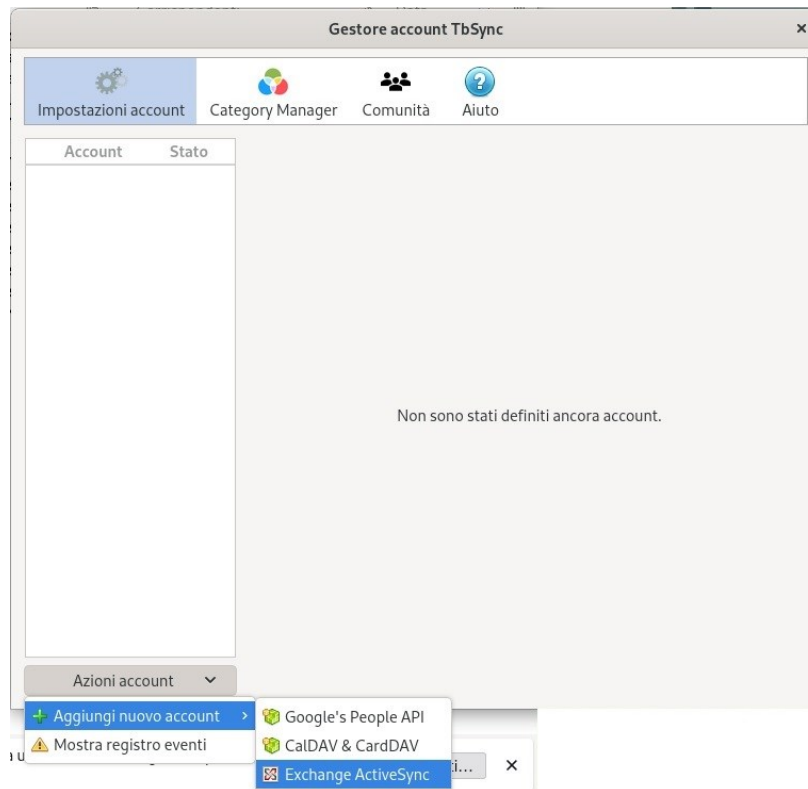 Gestore account TbSync
Impostazioni account
Category Manager
Comunità
Aiuto
Account Stato
Non sono stati definiti ancora account.
Azioni account
Aggiungi nuovo account
Mostra registro eventi
Google's People API
CalDAV & CardDAV
Exchange ActiveSync